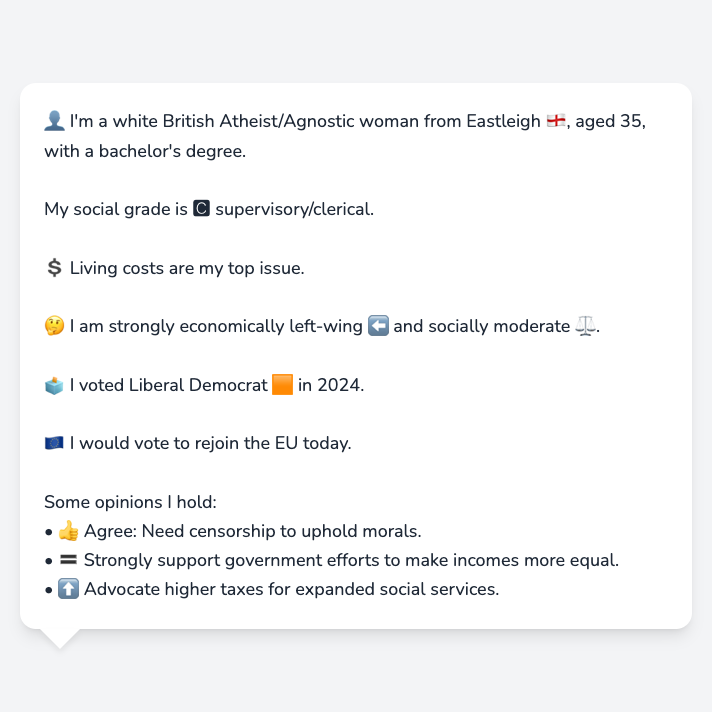 👤 I'm a white British Atheist/Agnostic woman from Eastleigh 🏴󠁧󠁢󠁥󠁮󠁧󠁿, aged 35,
with a bachelor's degree.
My social grade is 🅲 supervisory/clerical.
💲 Living costs are my top issue.
🤔 I am strongly economically left-wing ⬅️ and socially moderate ⚖️.
🗳️ I voted Liberal Democrat 🟧 in 2024.
🇪🇺 I would vote to rejoin the EU today.
Some opinions I hold:
• 👍 Agree: Need censorship to uphold morals.
• 🟰 Strongly support government efforts to make incomes more equal.
• ⬆️ Advocate higher taxes for expanded social services.